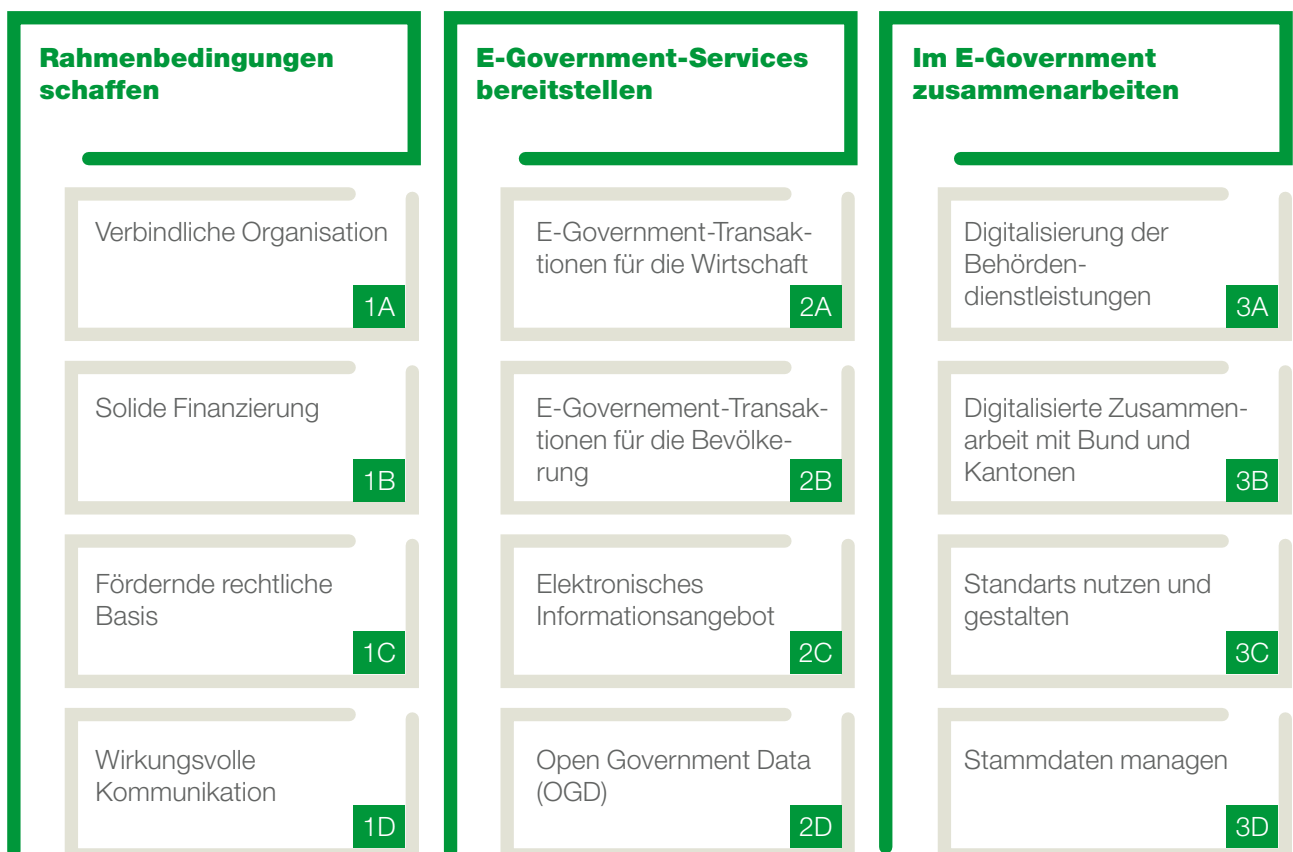 Rahmenbedingungen
schaffen
Verbindliche Organisation
1A
Solide Finanzierung
1B
Fördernde rechtliche
Basis
1C
Wirkungsvolle
Kommunikation
1D
E-Government-Services
bereitstellen
E-Government-Transak-
tionen für die Wirtschaft
2A
E-Governement-Transak-
tionen für die Bevölke-
rung
2B
Elektronisches
Informationsangebot
2C
Open Government Data
(OGD)
2D
Im E-Government
zusammenarbeiten
Digitalisierung der
Behörden-
dienstleistungen
3A
Digitalisierte Zusammen-
arbeit mit Bund und
Kantonen
3B
Standarts nutzen und
gestalten
3C
Stammdaten managen
3D